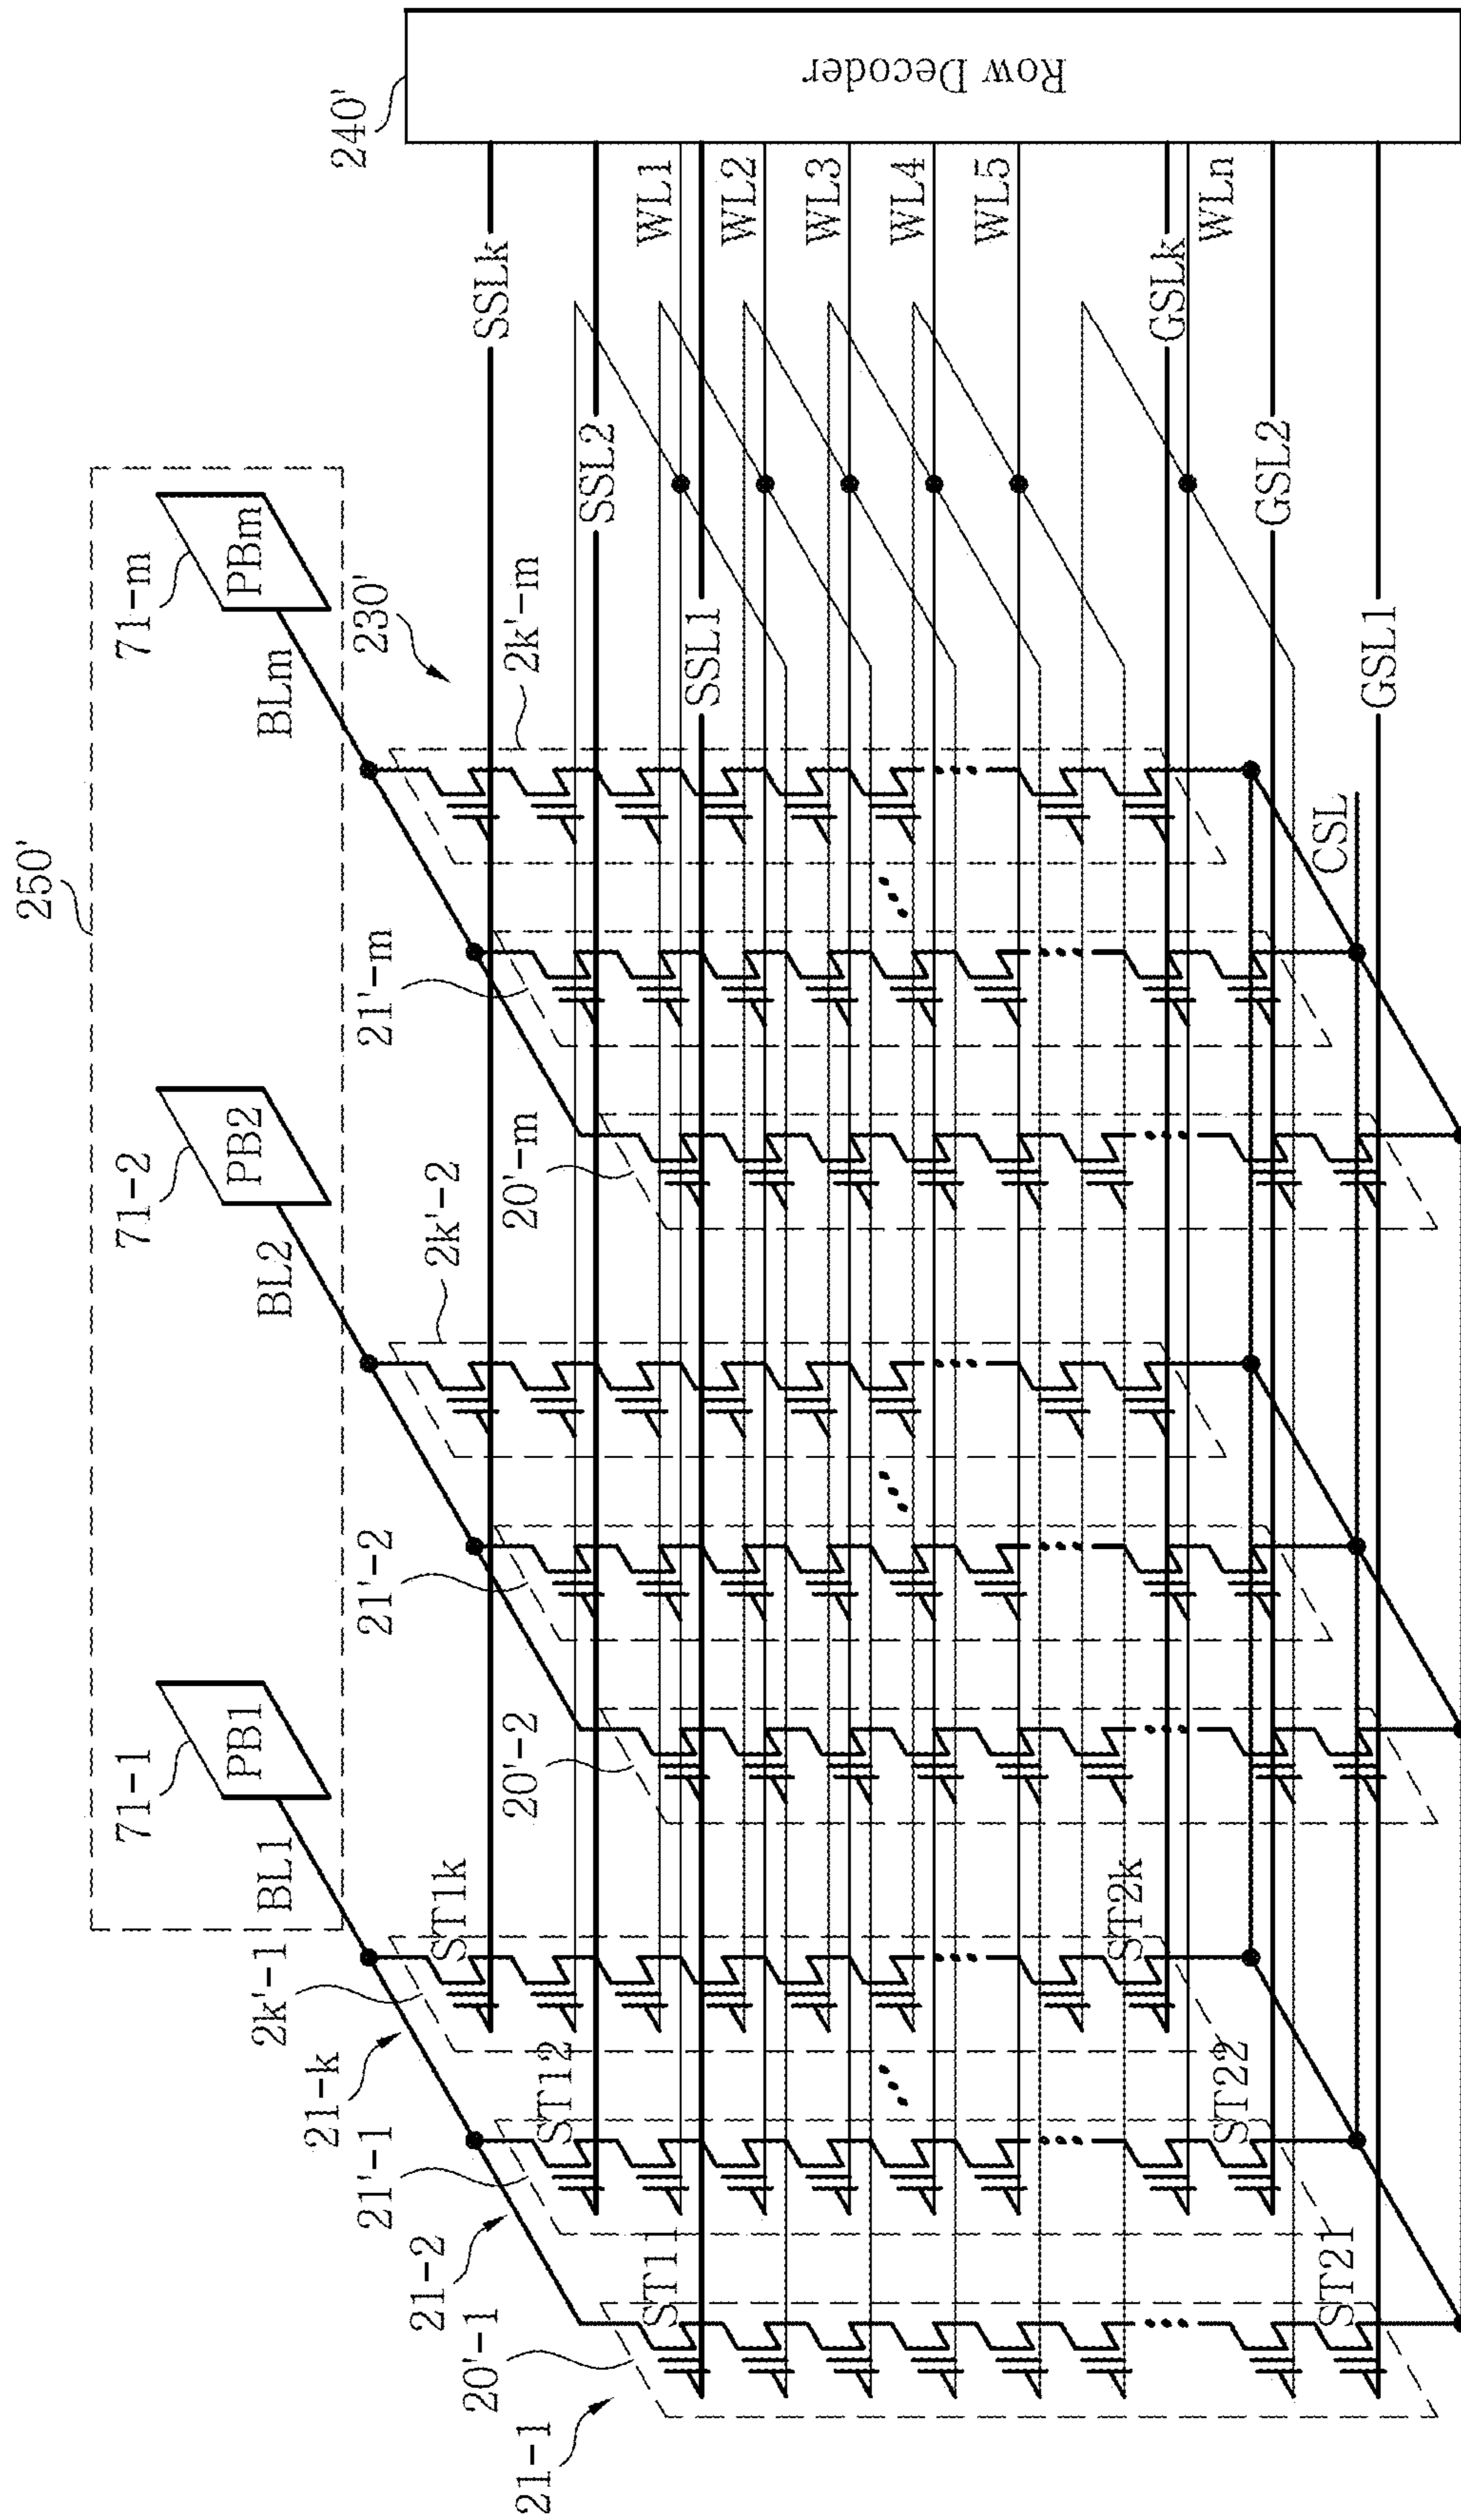 250'
71-1
PB1
71-2
PB2
71-m
PBm
BL1
BL2
BLm
230'
240'
Row Decoder
2k'-1
21-k
21'-1
21-2
20'-1
21-1
21'-2
20'-2
2k'-2
21'-m
20'-m
2k'-m
ST1k
ST12
ST11
SSLk
SSL2
SSL1
WL1
WL2
WL3
WL4
WL5
WLn
ST2k
ST22
ST21
GSLk
GSL2
GSL1
CSL